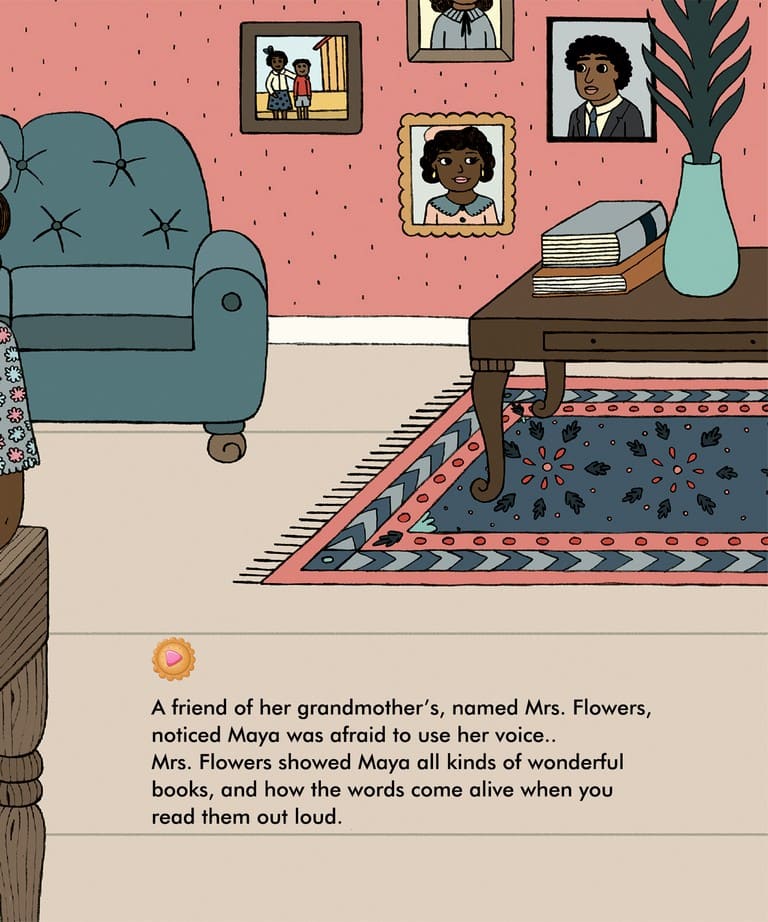 A friend of her grandmother's, named Mrs. Flowers,
noticed Maya was afraid to use her voice..
Mrs. Flowers showed Maya all kinds of wonderful
books, and how the words come alive when you
read them out loud.